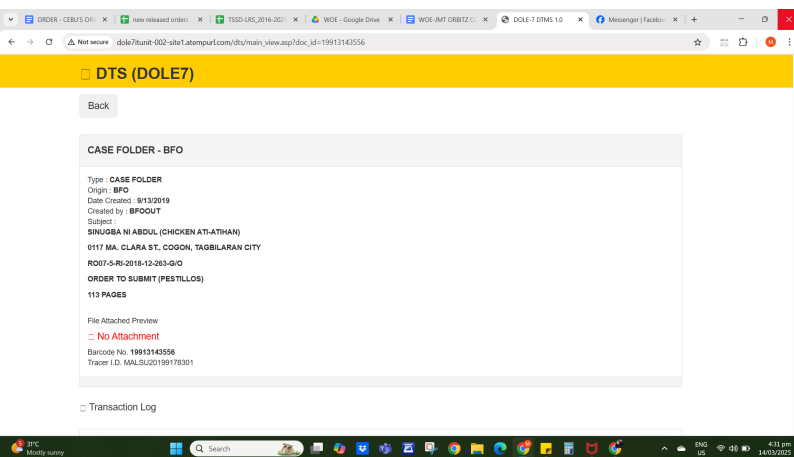 ORDER - CEBU'S OR
new released orders
TSSD-LRS_2016-202
WOE - Google Drive
WOE-JMT ORBITZ C
DOLE-7 DTMS 1.0
Messenger | Facebo
Not secure
dole7itunit-002-site1.atempurl.com/dts/main_view.asp?doc_id=19913143556
DTS (DOLE7)
Back
CASE FOLDER - BFO
Type : CASE FOLDER
Origin : BFO
Date Created : 9/13/2019
Created by : BFOOUT
Subject :
SINUGBA NI ABDUL (CHICKEN ATI-ATIHAN)
0117 MA. CLARA ST., COGON, TAGBILARAN CITY
RO07-5-RI-2018-12-263-G/O
ORDER TO SUBMIT (PESTILLOS)
113 PAGES
File Attached Preview
No Attachment
Barcode No. 19913143556
Tracer I.D. MALSU20199178301
Transaction Log
31°C
Mostly sunny
Search
ENG
US
4:31 pm
14/03/2025